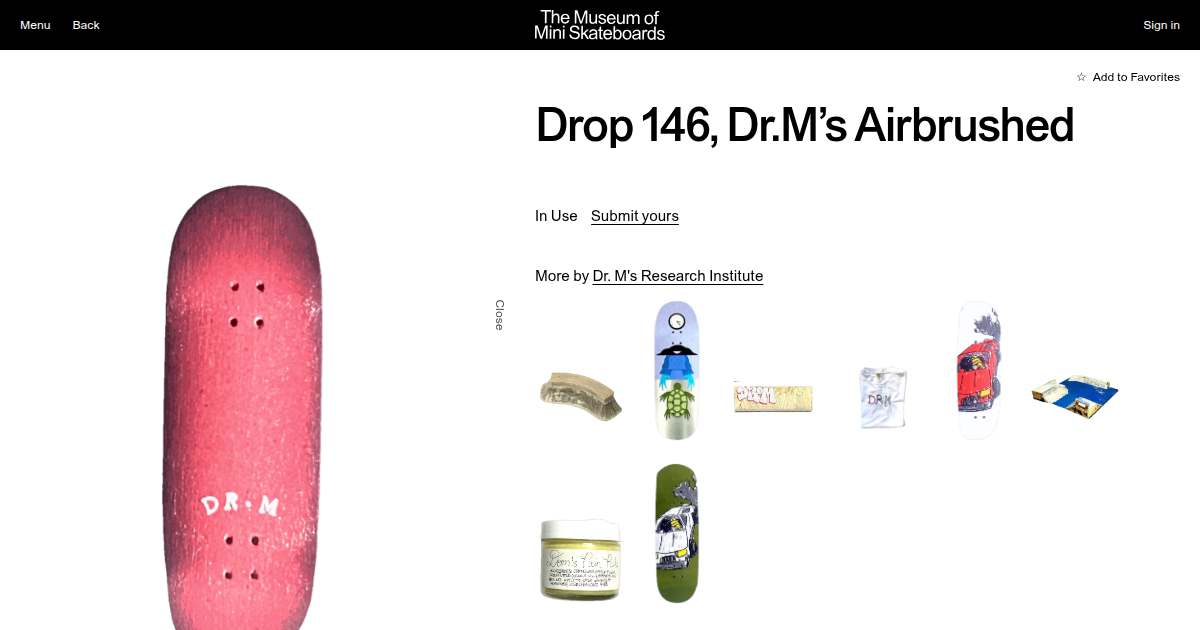 Menu
Back
The Museum of
Mini Skateboards
Sign in
☆ Add to Favorites
Drop 146, Dr.M’s Airbrushed
In Use Submit yours
More by Dr. M's Research Institute
Close
DR.M
DRM